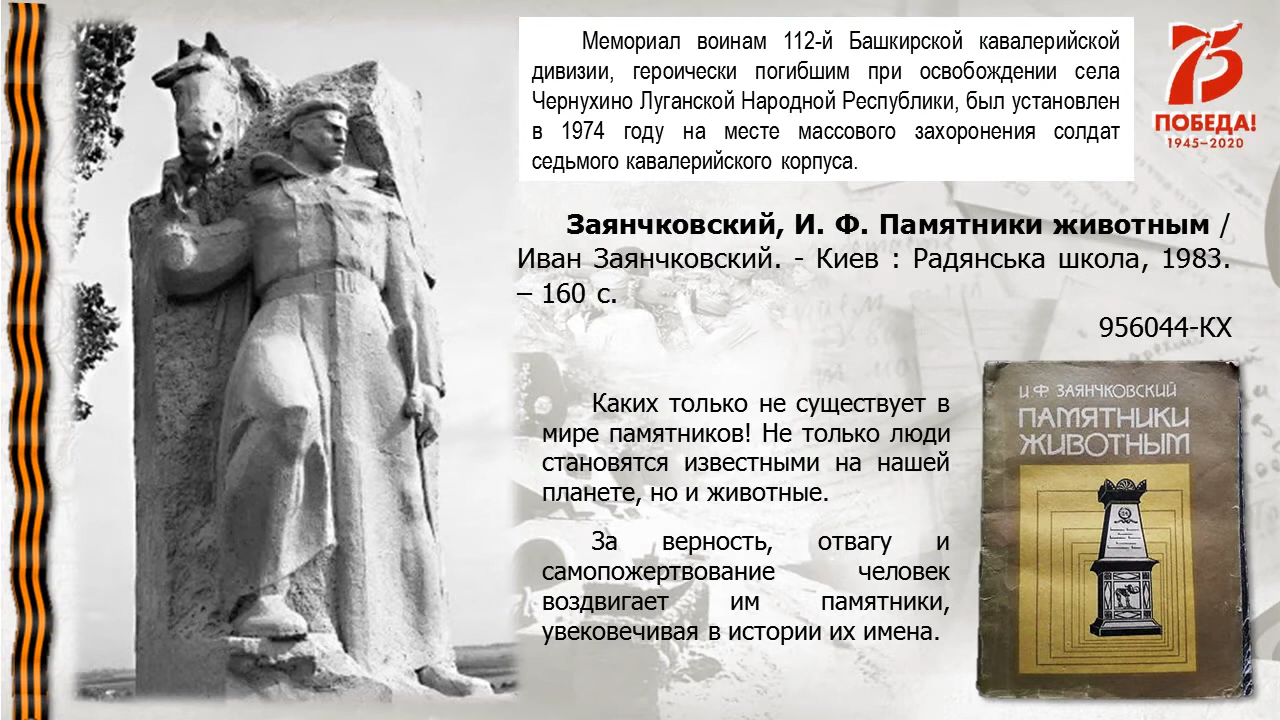 Мемориал воинам 112-й Башкирской кавалерийской
дивизии, героически погибшим при освобождении села
Чернухино Луганской Народной Республики, был установлен
в 1974 году на месте массового захоронения солдат
седьмого кавалерийского корпуса.
75
ПОБЕДА!
1945–2020
Заянчковский, И. Ф. Памятники животным /
Иван Заянчковский. - Киев : Радянська школа, 1983.
– 160 с.
956044-КХ
Каких только не существует в
мире памятников! Не только люди
становятся известными на нашей
планете, но и животные.
За верность, отвагу и
самопожертвование человек
воздвигает им памятники,
увековечивая в истории их имена.
И Ф ЗАЯНЧКОВСКИЙ
ПАМЯТНИКИ
ЖИВОТНЫМ